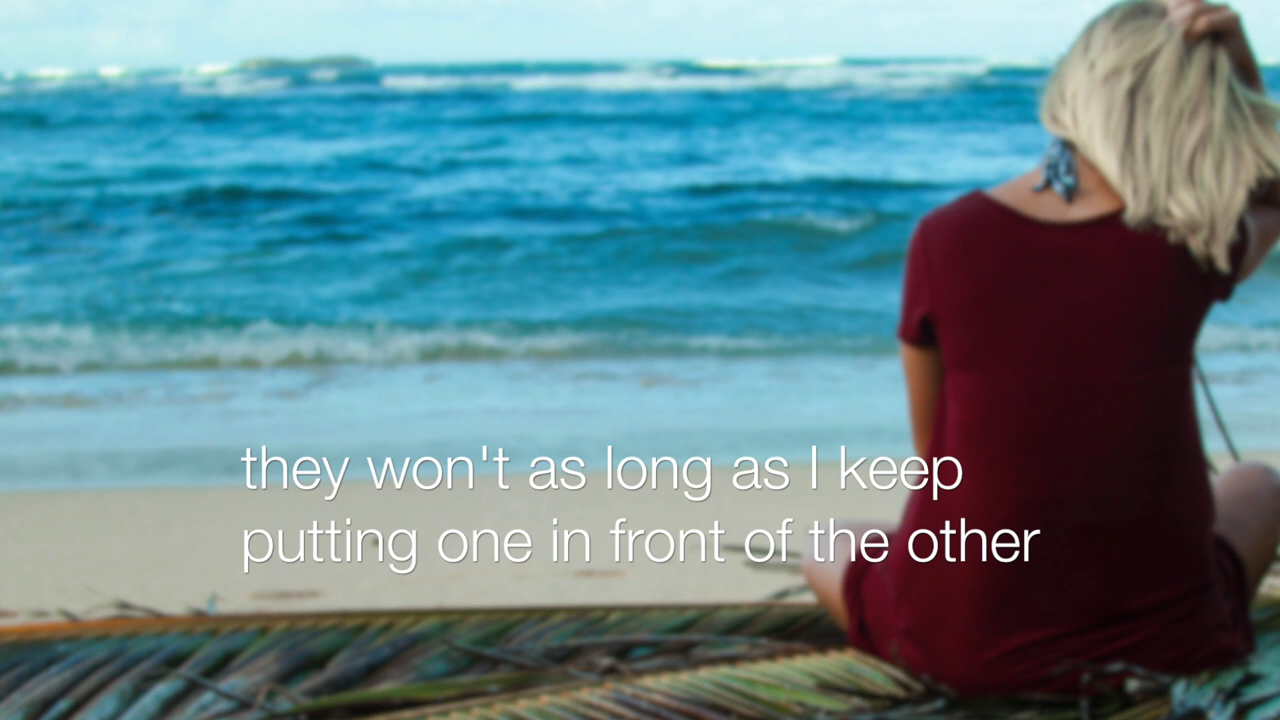 they won't as long as I keep
putting one in front of the other